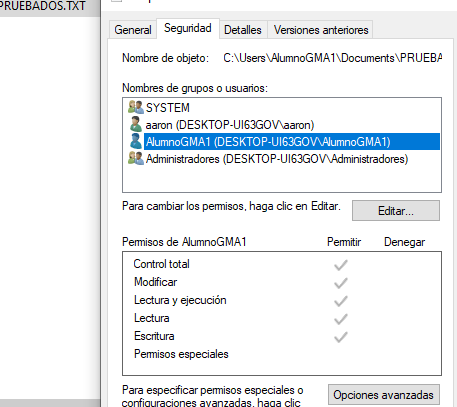 PRUEBADOS.TXT
General Seguridad Detalles Versiones anteriores
Nombre de objeto: C:\Users\AlumnoGMA1\Documents\PRUEBA
Nombres de grupos o usuarios:
SYSTEM
aaron (DESKTOP-UI63GOV\aaron)
AlumnoGMA1 (DESKTOP-UI63GOV\AlumnoGMA1)
Administradores (DESKTOP-UI63GOV\Administradores)
Para cambiar los permisos, haga clic en Editar. Editar...
Permisos de AlumnoGMA1 Permitir Denegar
Control total
Modificar
Lectura y ejecución
Lectura
Escritura
Permisos especiales
Para especificar permisos especiales o Opciones avanzadas
configuraciones avanzadas, haga clic